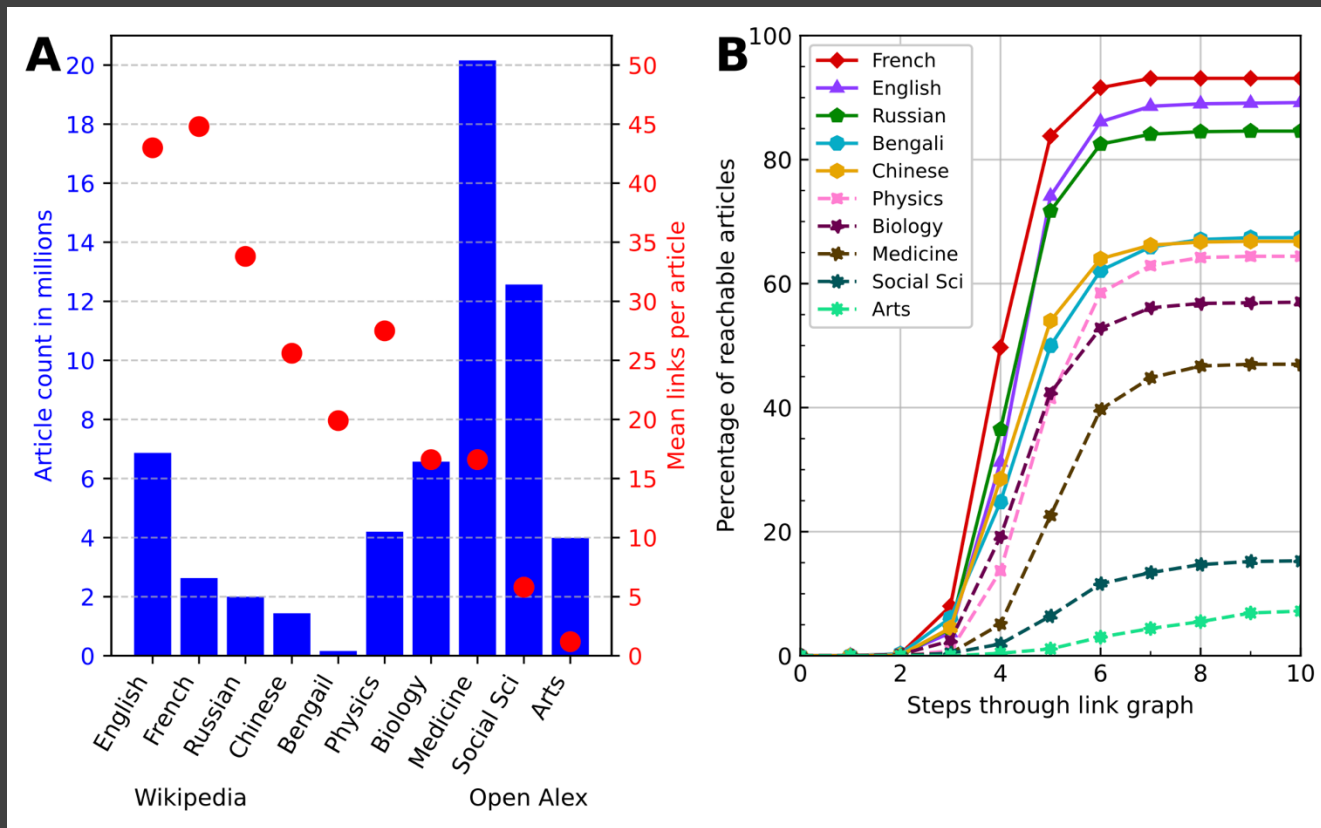 A
Article count in millions
20
18
16
14
12
10
8
6
4
2
0
50
45
40
35
30
25
20
15
10
5
0
Mean links per article
English
French
Russian
Chinese
Bengail
Physics
Biology
Medicine
Social Sci
Arts
Wikipedia
Open Alex
B
Percentage of reachable articles
100
80
60
40
20
0
French
English
Russian
Bengali
Chinese
Physics
Biology
Medicine
Social Sci
Arts
0
2
4
6
8
10
Steps through link graph